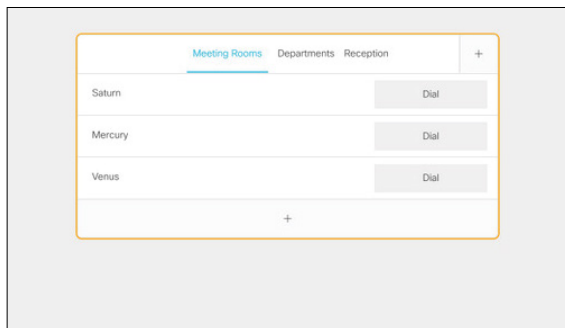 Meeting Rooms Departments Reception +
Saturn Dial
Mercury Dial
Venus Dial
+